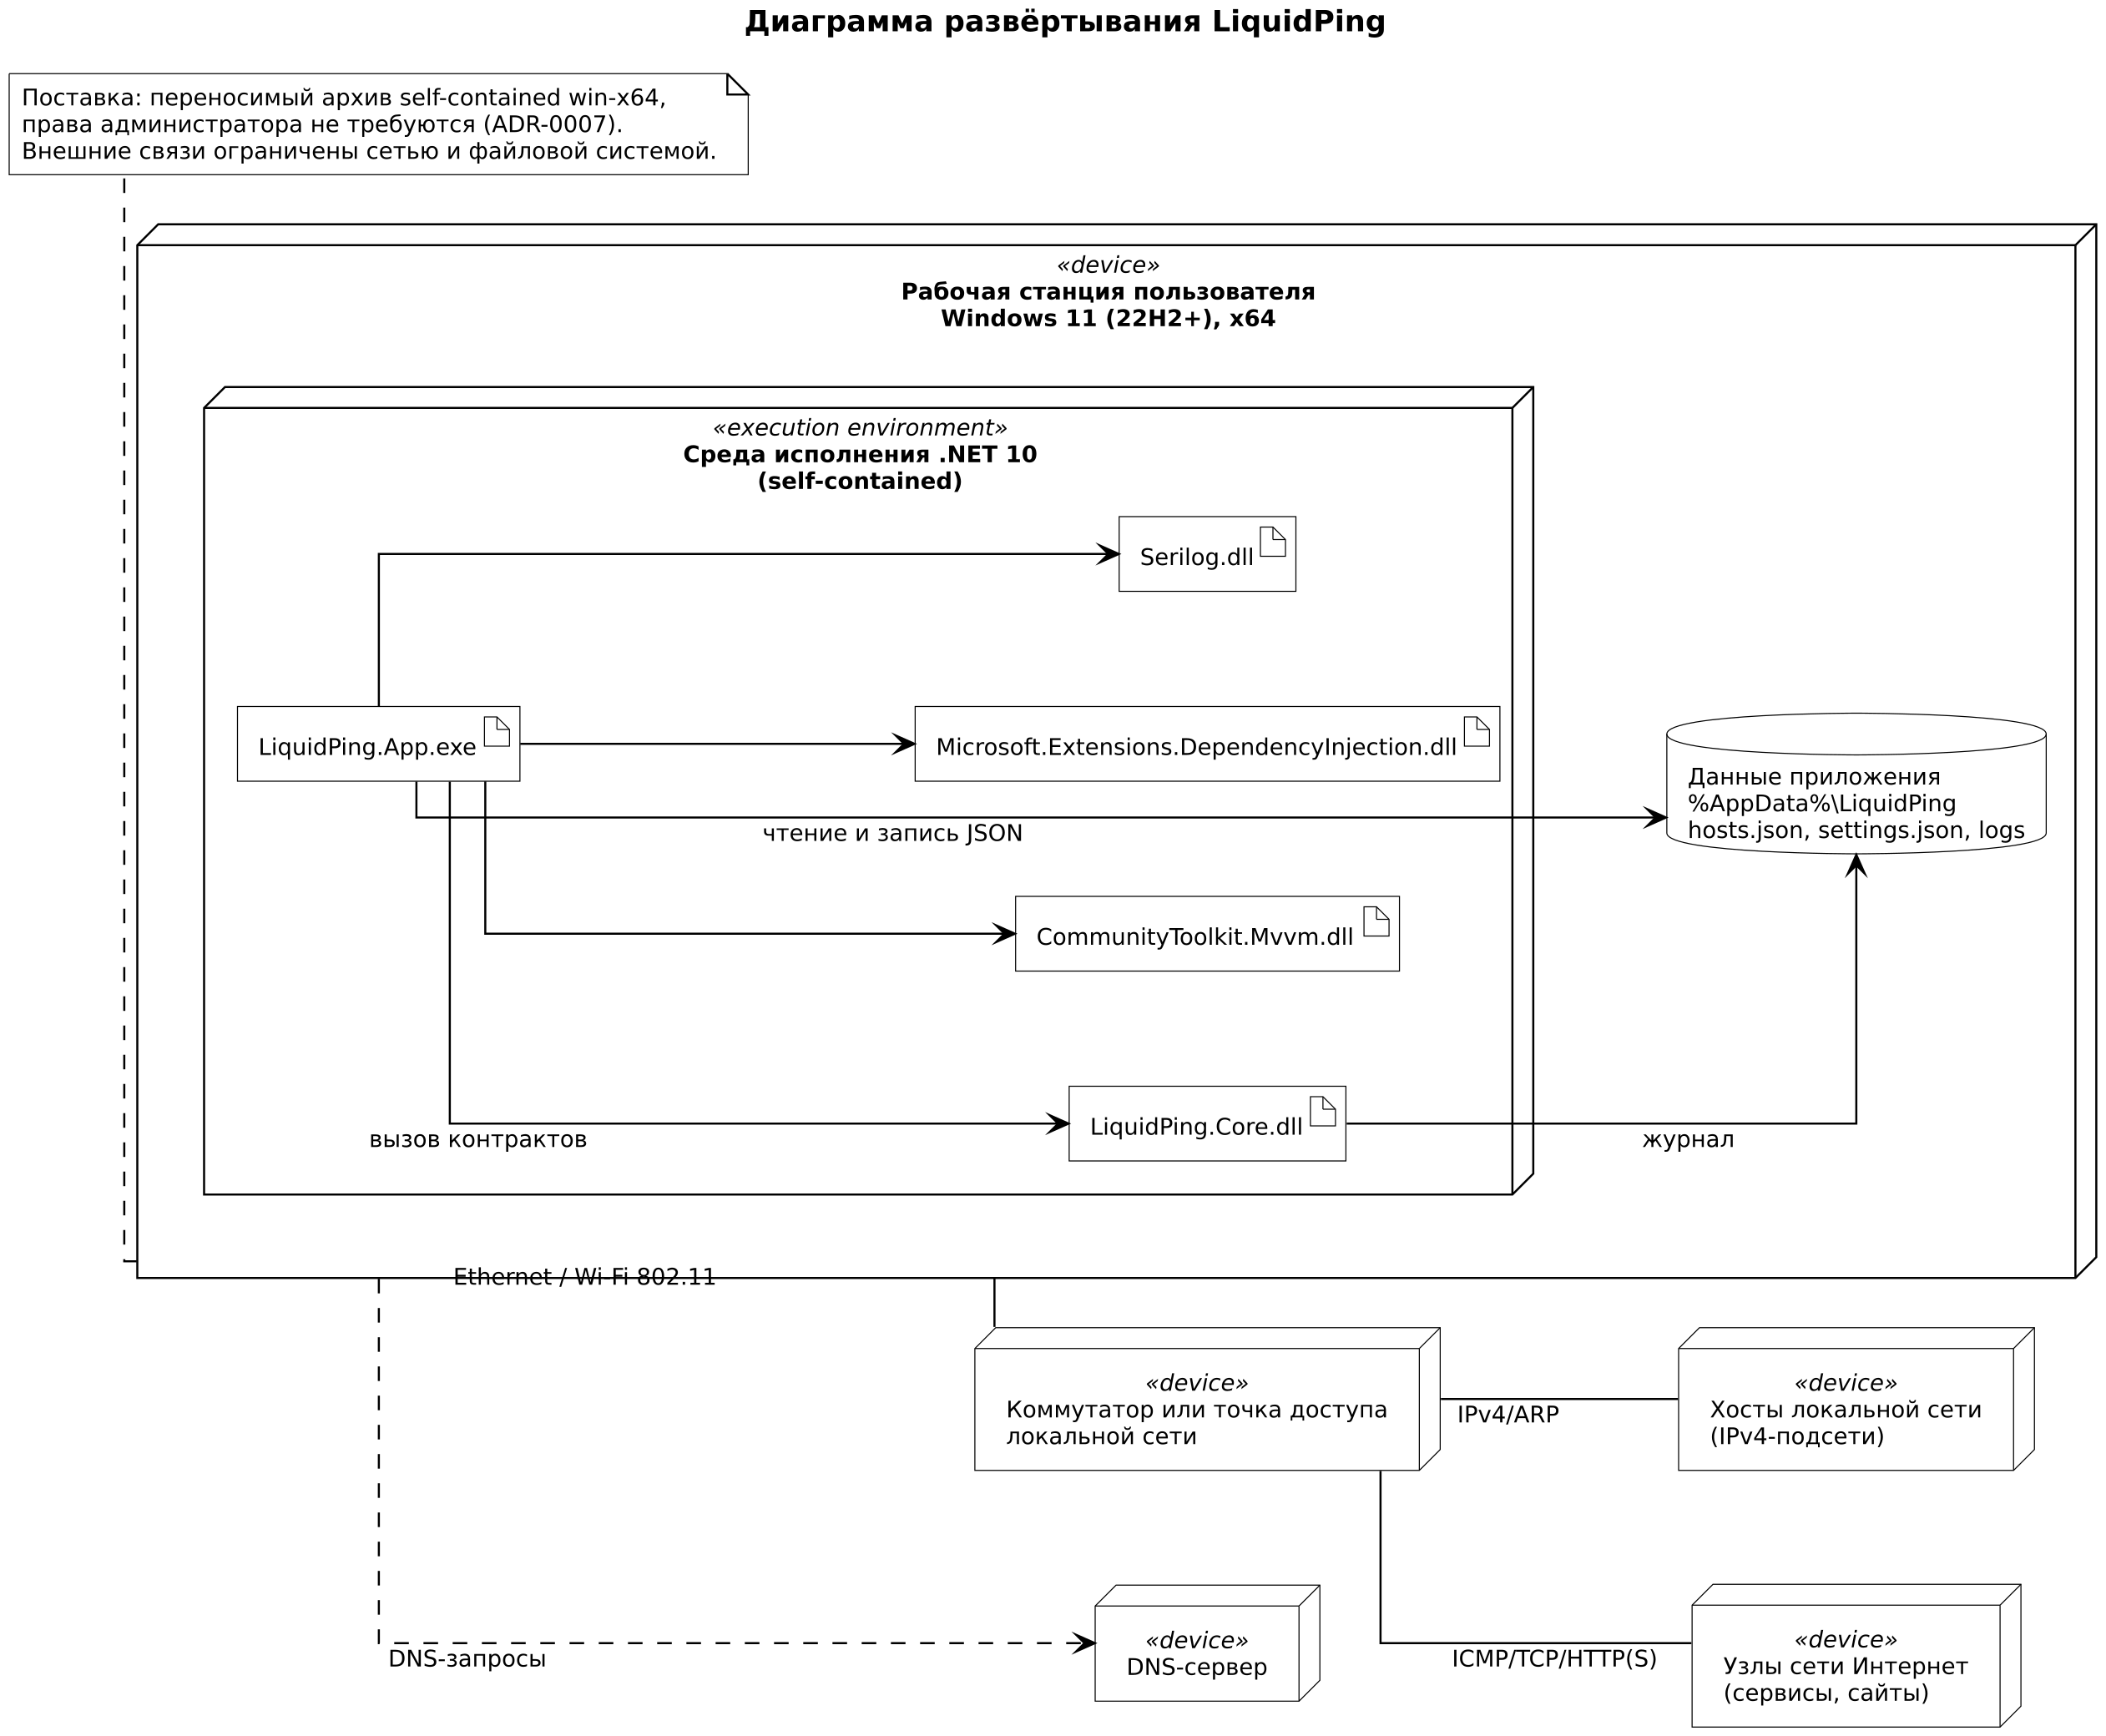 Диаграмма развёртывания LiquidPing
Поставка: переносимый архив self-contained win-x64,
права администратора не требуются (ADR-0007).
Внешние связи ограничены сетью и файловой системой.
«device»
Рабочая станция пользователя
Windows 11 (22H2+), x64
«execution environment»
Среда исполнения .NET 10
(self-contained)
Serilog.dll
LiquidPing.App.exe
Microsoft.Extensions.DependencyInjection.dll
Данные приложения
%AppData%\LiquidPing
hosts.json, settings.json, logs
чтение и запись JSON
CommunityToolkit.Mvvm.dll
LiquidPing.Core.dll
вызов контрактов
журнал
Ethernet / Wi-Fi 802.11
«device»
Коммутатор или точка доступа
локальной сети
IPv4/ARP
«device»
Хосты локальной сети
(IPv4-подсети)
DNS-запросы
«device»
DNS-сервер
ICMP/TCP/HTTP(S)
«device»
Узлы сети Интернет
(сервисы, сайты)